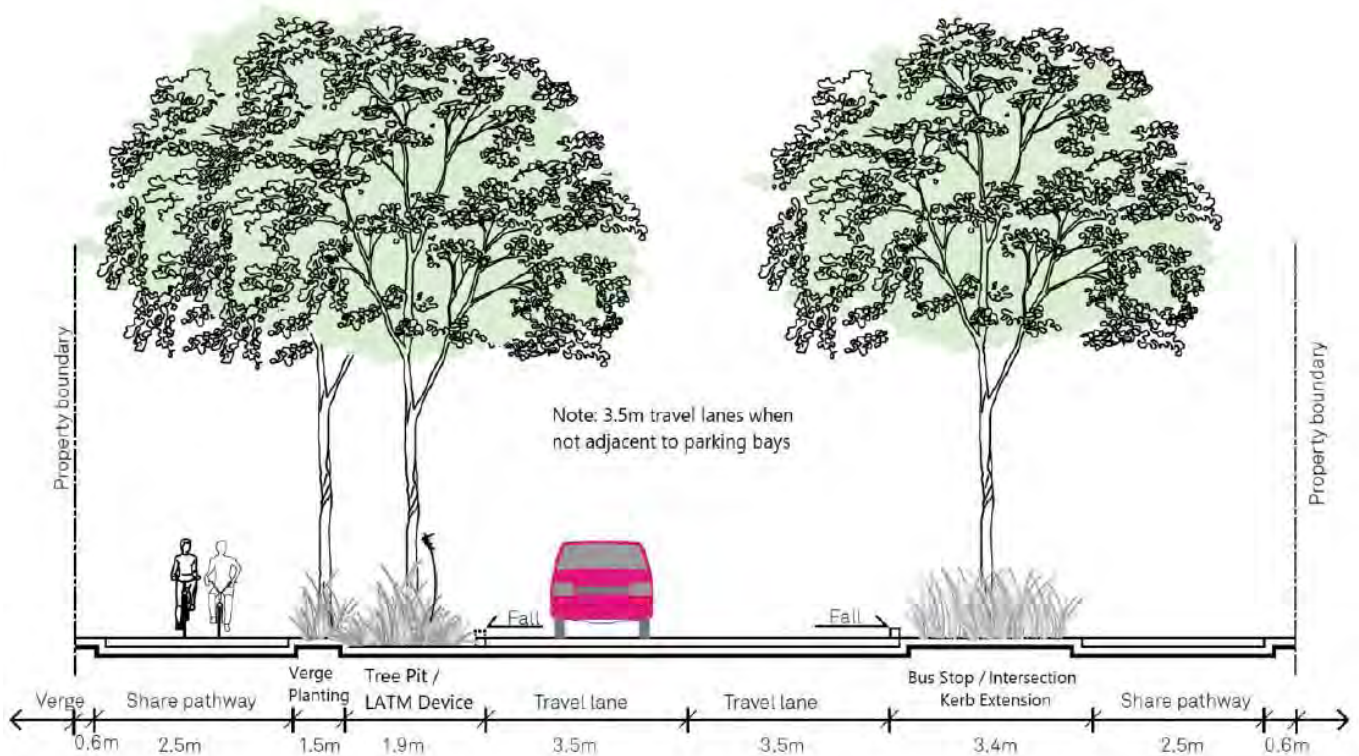 Property boundary
Property boundary
Note: 3.5m travel lanes when
not adjacent to parking bays
Fall
Fall
Verge
Share pathway
Verge
Planting
Tree Pit /
LATM Device
Travel lane
Travel lane
Bus Stop / Intersection
Kerb Extension
Share pathway
0.6m
2.5m
1.5m
1.9m
3.5m
3.5m
3.4m
2.5m
0.6m